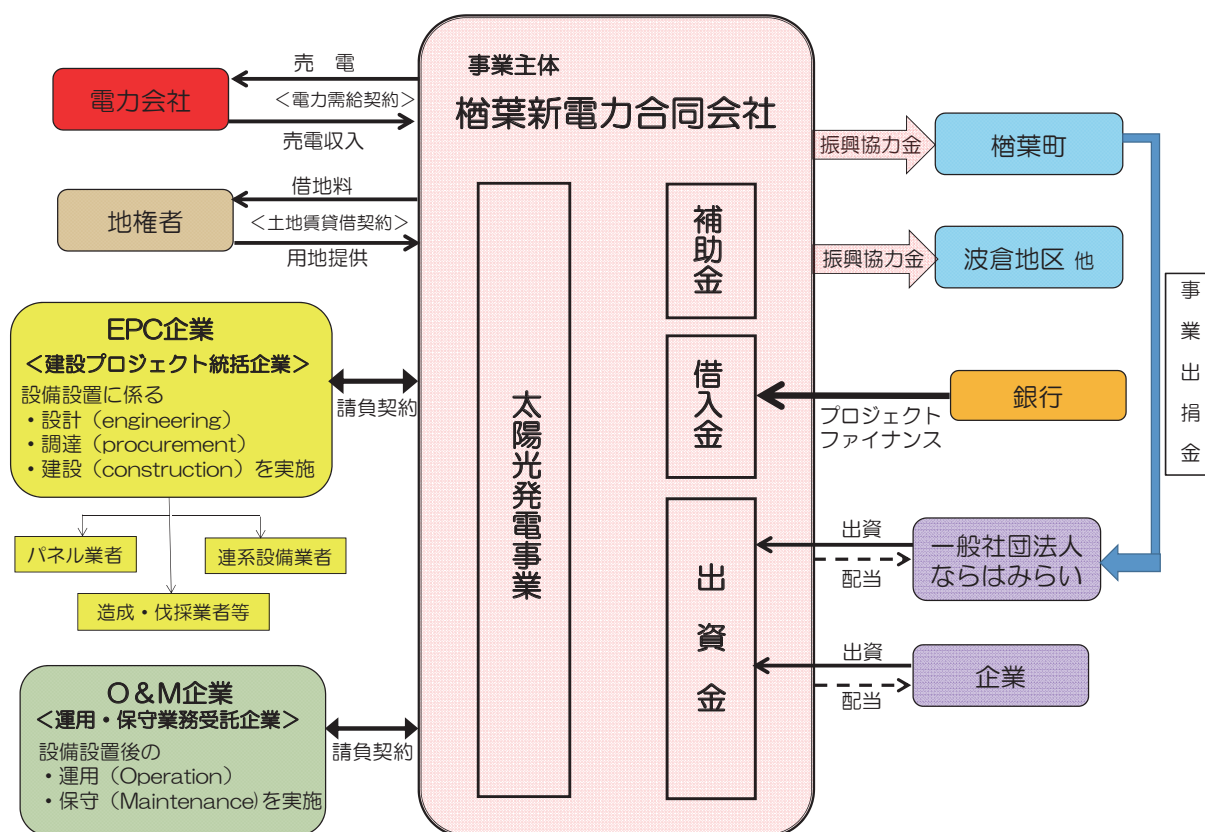 事業主体
楢葉新電力合同会社
電力会社
売 電
<電力需給契約>
売電収入
地権者
借地料
<土地賃貸借契約>
用地提供
EPC企業
<建設プロジェクト統括企業>
設備設置に係る
・設計（engineering）
・調達（procurement）
・建設（construction）を実施
請負契約
パネル業者
連系設備業者
造成・伐採業者等
O&M企業
<運用・保守業務受託企業>
設備設置後の
・運用（Operation）
・保守（Maintenance)を実施
請負契約
太陽光発電事業
補助金
借入金
出資金
振興協力金
楢葉町
振興協力金
波倉地区 他
銀行
プロジェクト
ファイナンス
出資
配当
一般社団法人
ならはみらい
出資
配当
企業
事業出捐金